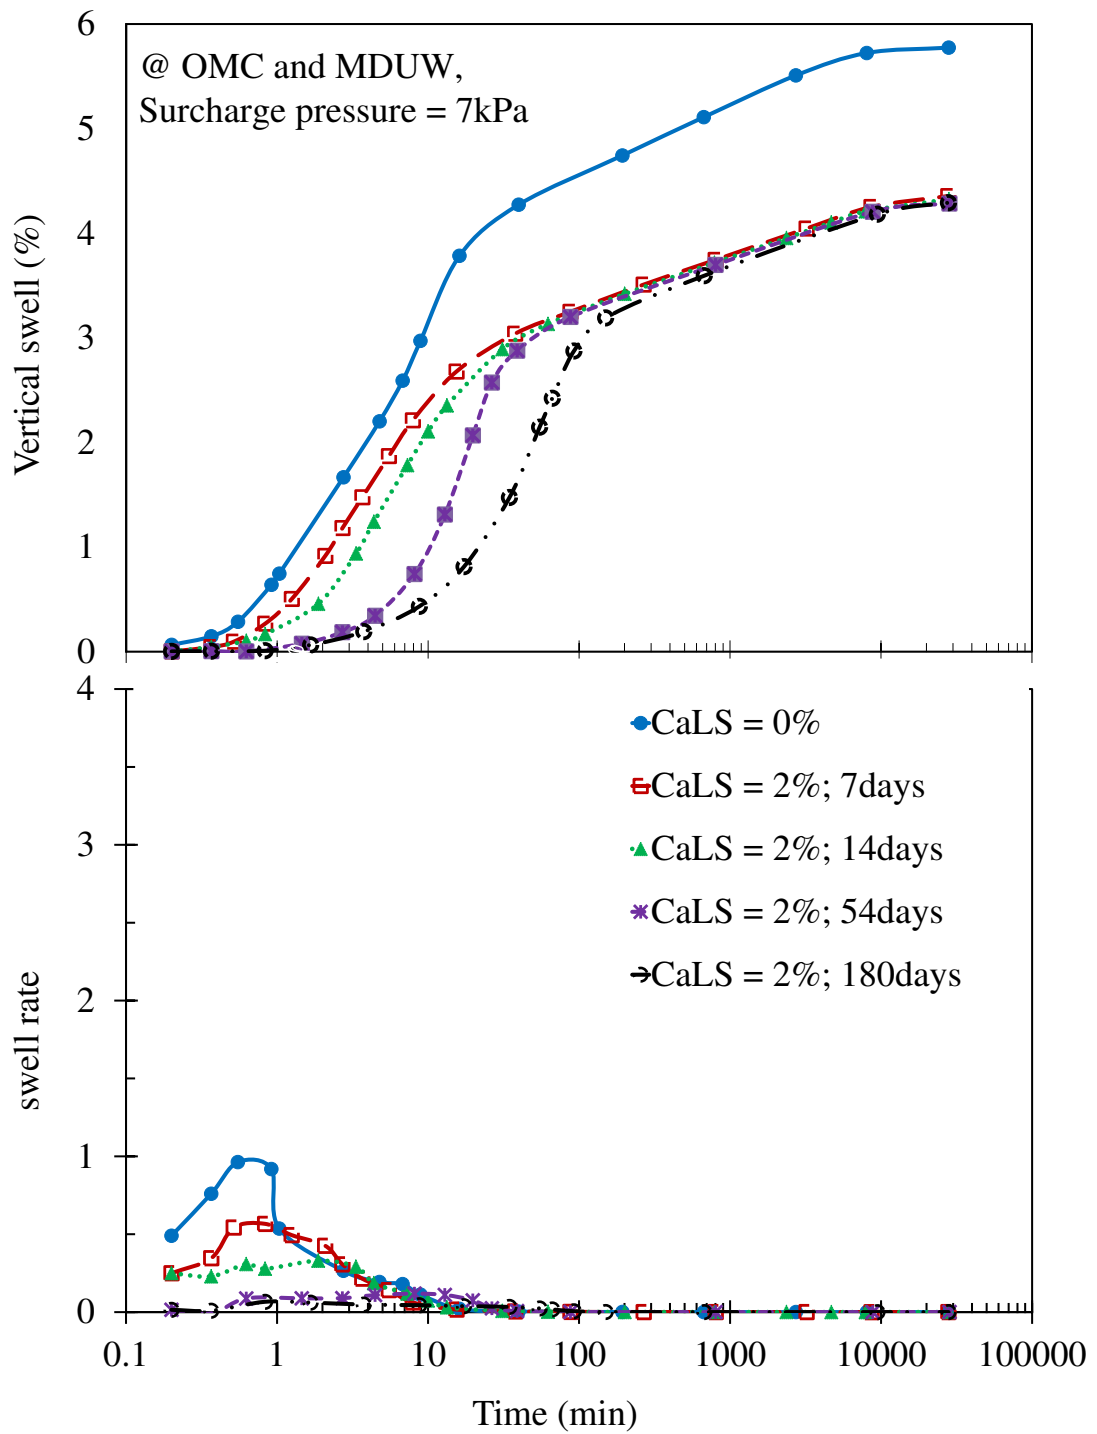 6
@ OMC and MDUW,
Surcharge pressure = 7kPa
5
4
3
2
1
0
Vertical swell (%)
4
CaLS = 0%
CaLS = 2%; 7days
3
CaLS = 2%; 14days
CaLS = 2%; 54days
CaLS = 2%; 180days
2
1
0
swell rate
0.1 1 10 100 1000 10000 100000
Time (min)